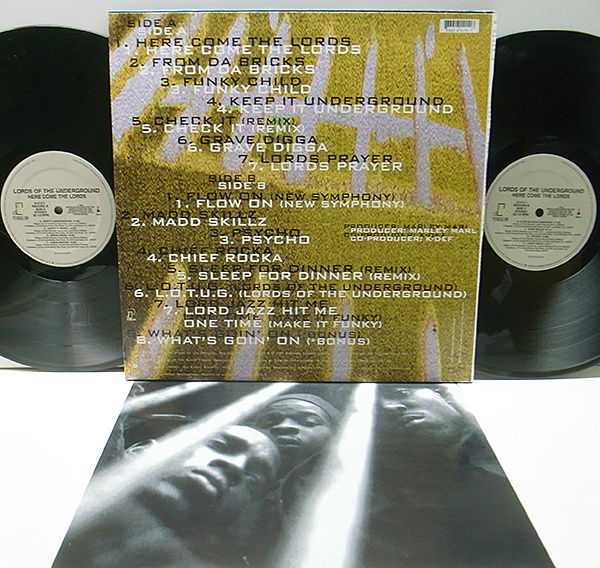 SIDE A
1. HERE COME THE LORDS
2. FROM DA BRICKS
3. FUNKY CHILD
4. KEEP IT UNDERGROUND
5. CHECK IT (REMIX)
6. GRAVE DIGGA
7. LORDS PRAYER
SIDE B
1. FLOW ON (NEW SYMPHONY)
2. MADD SKILLZ
3. PSYCHO
4. CHIEF ROCKA
5. SLEEP FOR DINNER (REMIX)
6. L.O.T.U.G. (LORDS OF THE UNDERGROUND)
7. LORD JAZZ HIT ME
ONE TIME (MAKE IT FUNKY)
8. WHAT'S GOIN' ON (*BONUS)
PRODUCER: MARLEY MARL
CO-PRODUCER: K-DEF
LORDS OF THE UNDERGROUND
HERE COME THE LORDS
LORDS OF THE UNDERGROUND
HERE COME THE LORDS